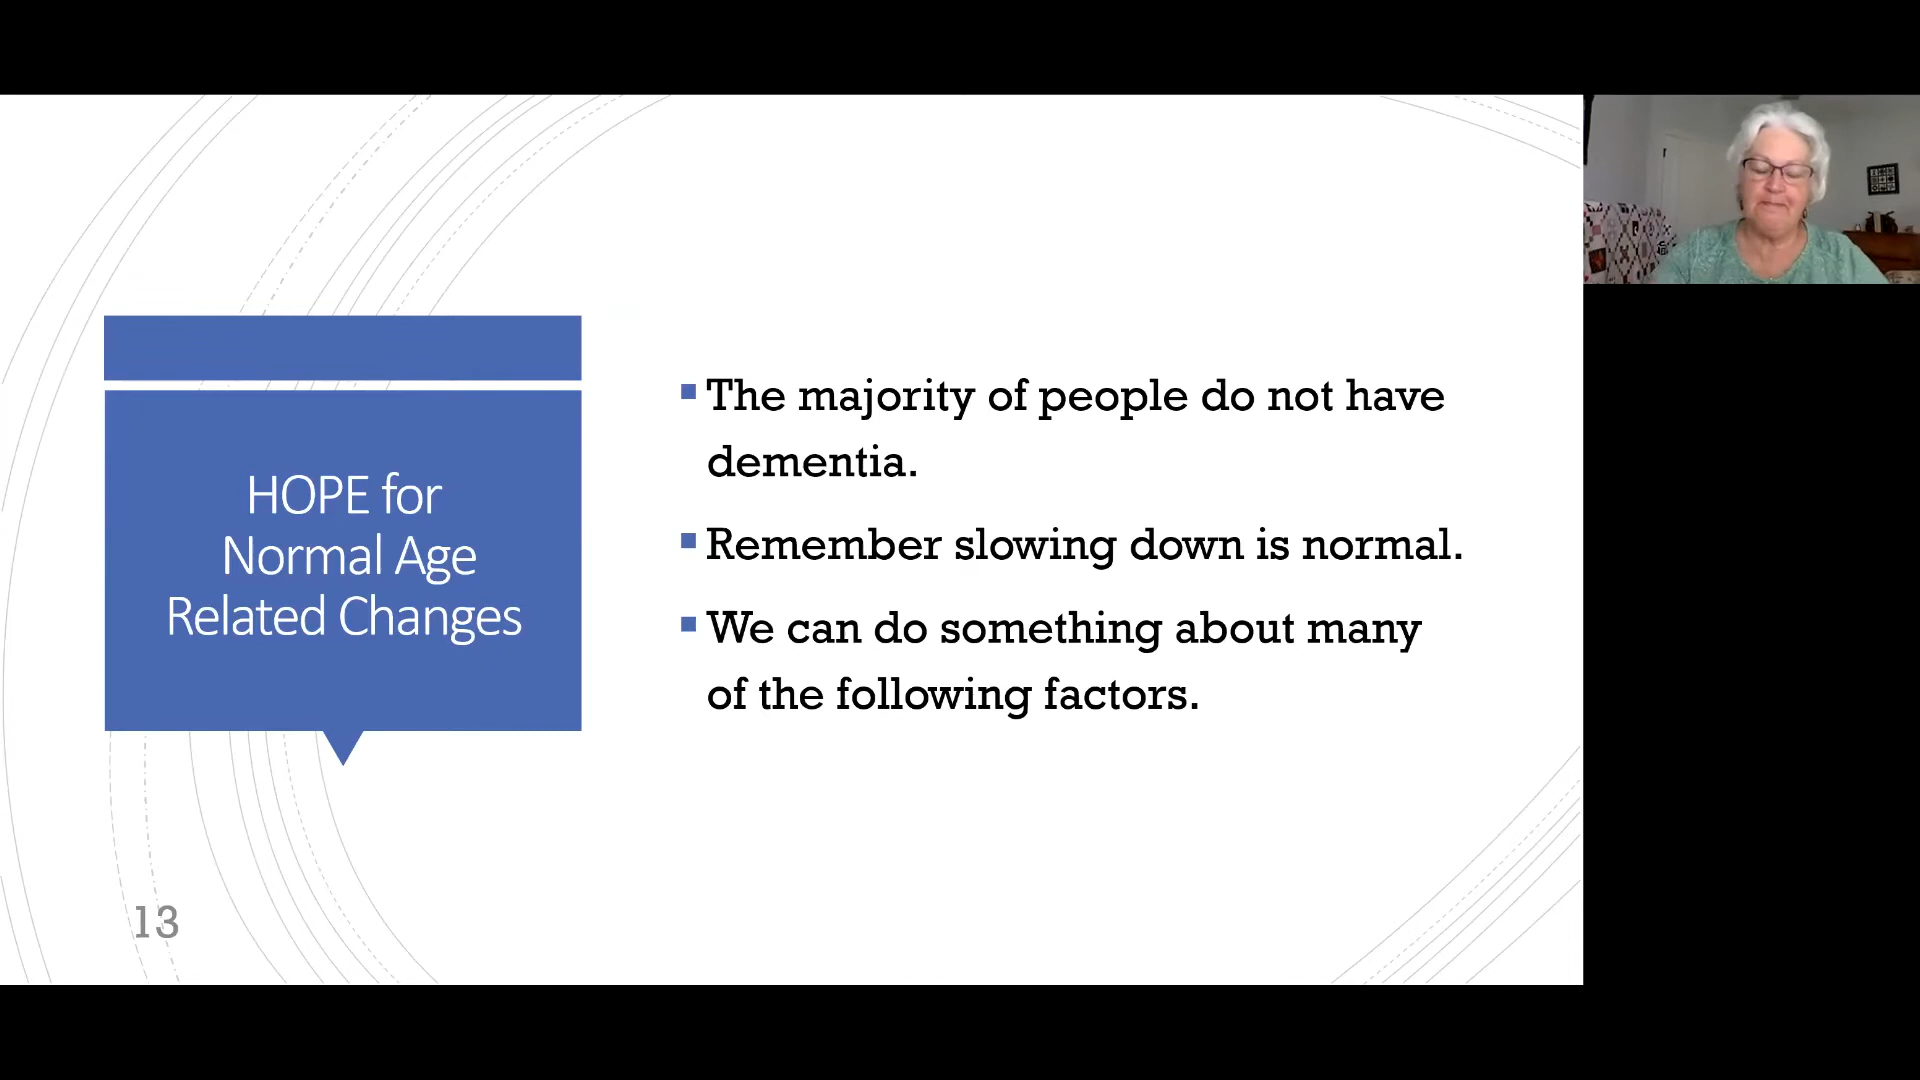 HOPE for
Normal Age
Related Changes
The majority of people do not have
dementia.
Remember slowing down is normal.
We can do something about many
of the following factors.
13